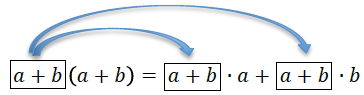 a + b (a + b) = a + b · a + a + b · b